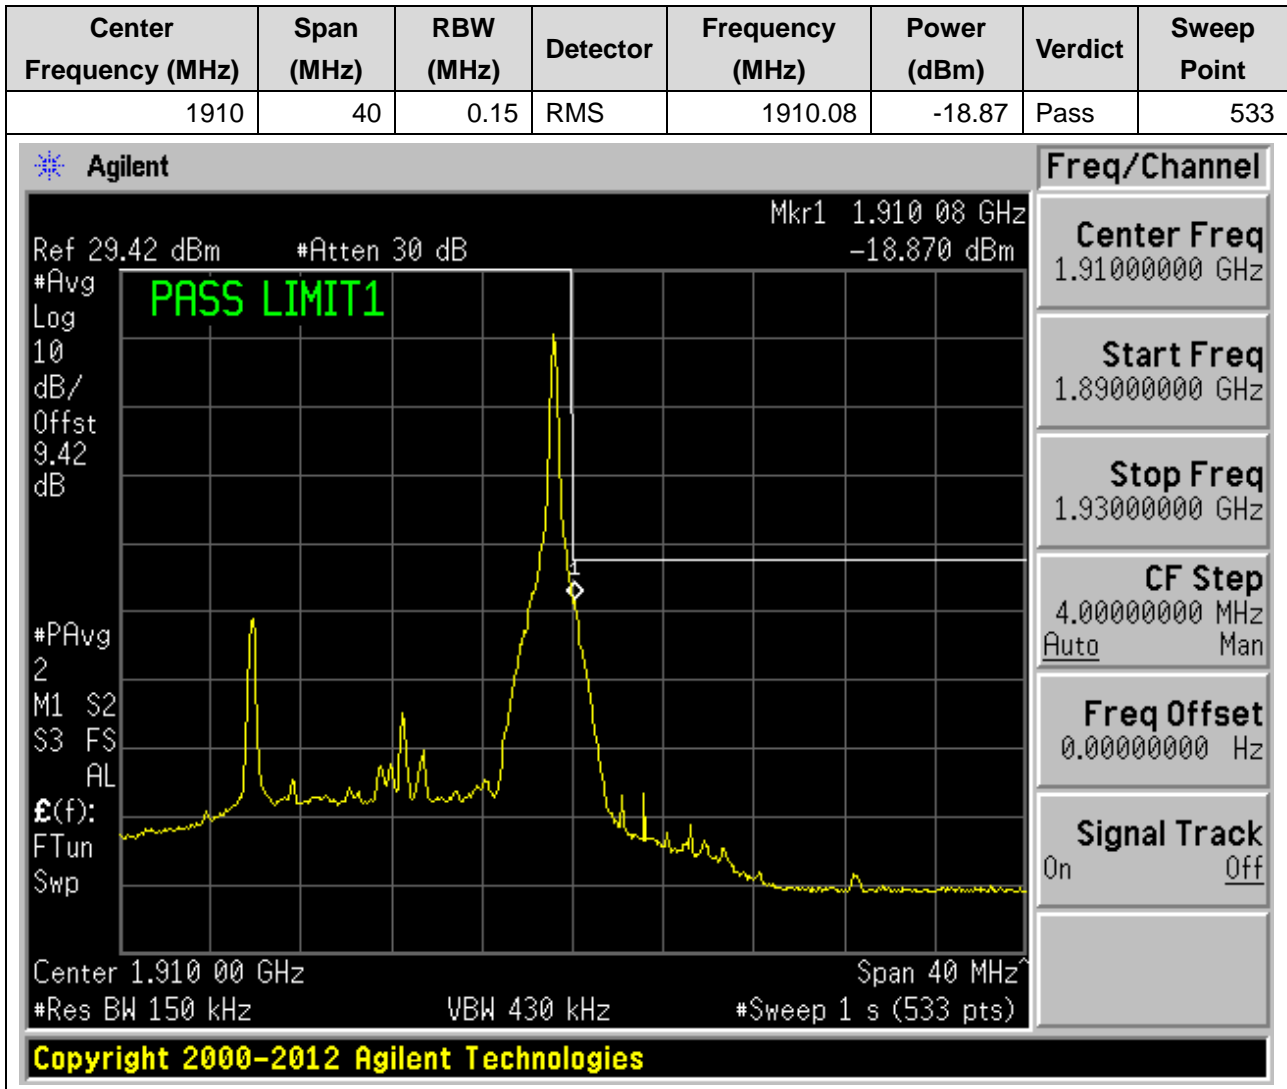 Center Frequency (MHz) Span (MHz) RBW (MHz) Detector Frequency (MHz) Power (dBm) Verdict Sweep Point
1910 40 0.15 RMS 1910.08 -18.87 Pass 533
Agilent
Freq/Channel
Mkr1 1.910 08 GHz
Ref 29.42 dBm #Atten 30 dB -18.870 dBm
#Avg
Log
10
dB/
Offst
9.42
dB
PASS LIMIT1
1
#PAvg
2
M1 S2
S3 FS
AL
£(f):
FTun
Swp
Center 1.910 00 GHz Span 40 MHz^
#Res BW 150 kHz VBW 430 kHz #Sweep 1 s (533 pts)
Center Freq
1.91000000 GHz
Start Freq
1.89000000 GHz
Stop Freq
1.93000000 GHz
CF Step
4.00000000 MHz
Auto Man
Freq Offset
0.00000000 Hz
Signal Track
On Off
Copyright 2000-2012 Agilent Technologies